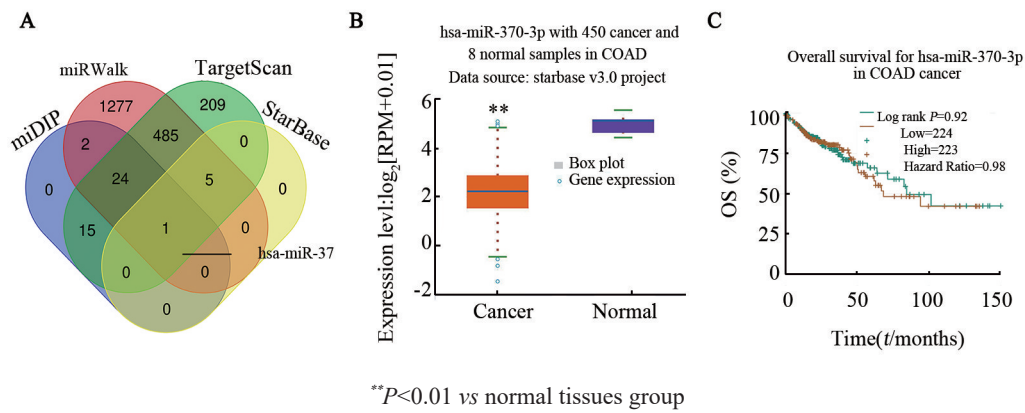 A
miRWalk
TargetScan
miDIP
StarBase
1277
209
2
485
0
0
24
5
0
15
1
0
hsa-miR-37
0
0
0
B
hsa-miR-370-3p with 450 cancer and
8 normal samples in COAD
Data source: starbase v3.0 project
Expression levl:log2[RPM+0.01]
6
4
2
0
-2
**
Box plot
Gene expression
Cancer
Normal
C
Overall survival for hsa-miR-370-3p
in COAD cancer
OS (%)
100
75
50
25
0
Log rank P=0.92
Low=224
High=223
Hazard Ratio=0.98
0
50
100
150
Time(t/months)
**P<0.01 vs normal tissues group